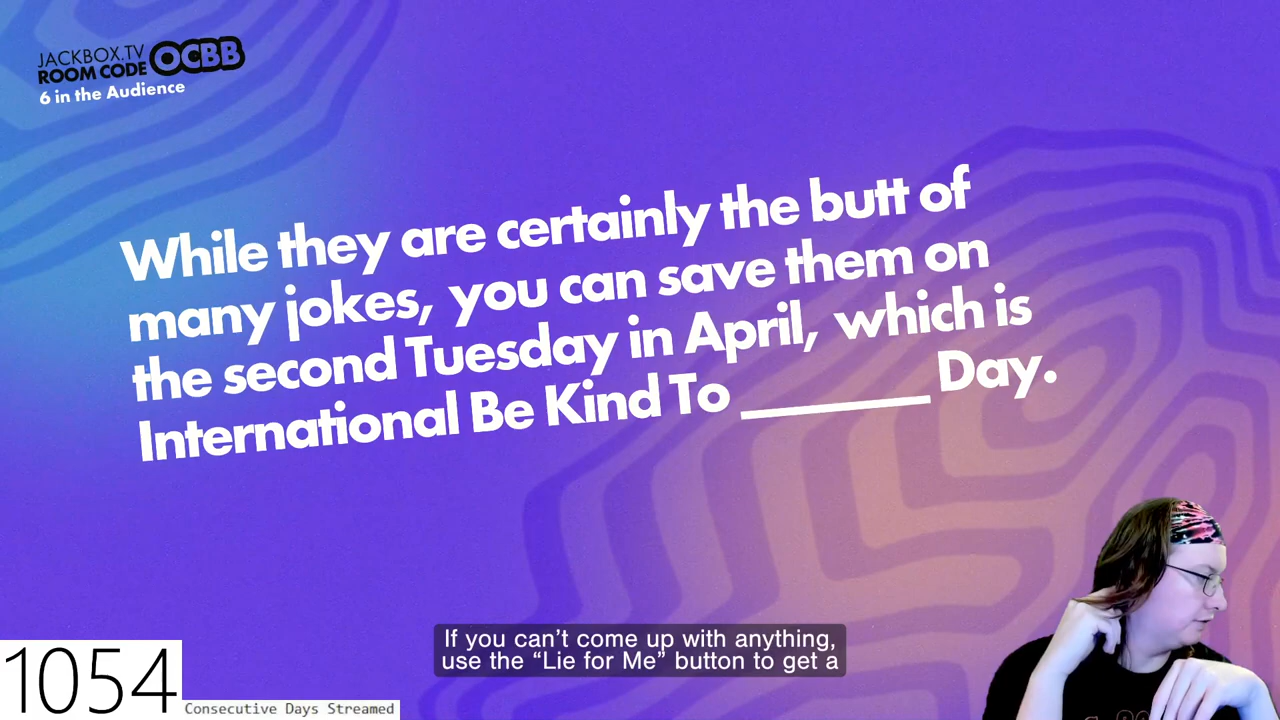 JACKBOX.TV
ROOM CODE OCBB
6 in the Audience
While they are certainly the butt of
many jokes, you can save them on
the second Tuesday in April, which is
International Be Kind To ______ Day.
If you can't come up with anything,
use the “Lie for Me” button to get a
1054 Consecutive Days Streamed